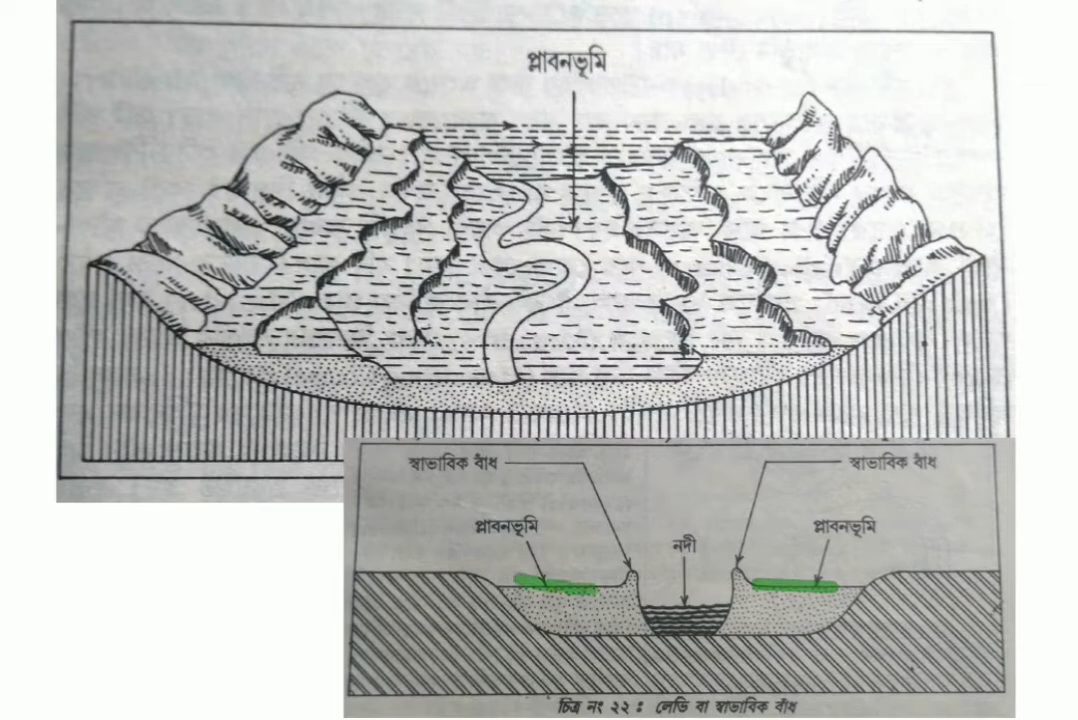 প্লাবনভূমি
স্বাভাবিক বাঁধ
স্বাভাবিক বাঁধ
প্লাবনভূমি
নদী
প্লাবনভূমি
চিত্র নং ২২ : লেভি বা স্বাভাবিক বাঁধ